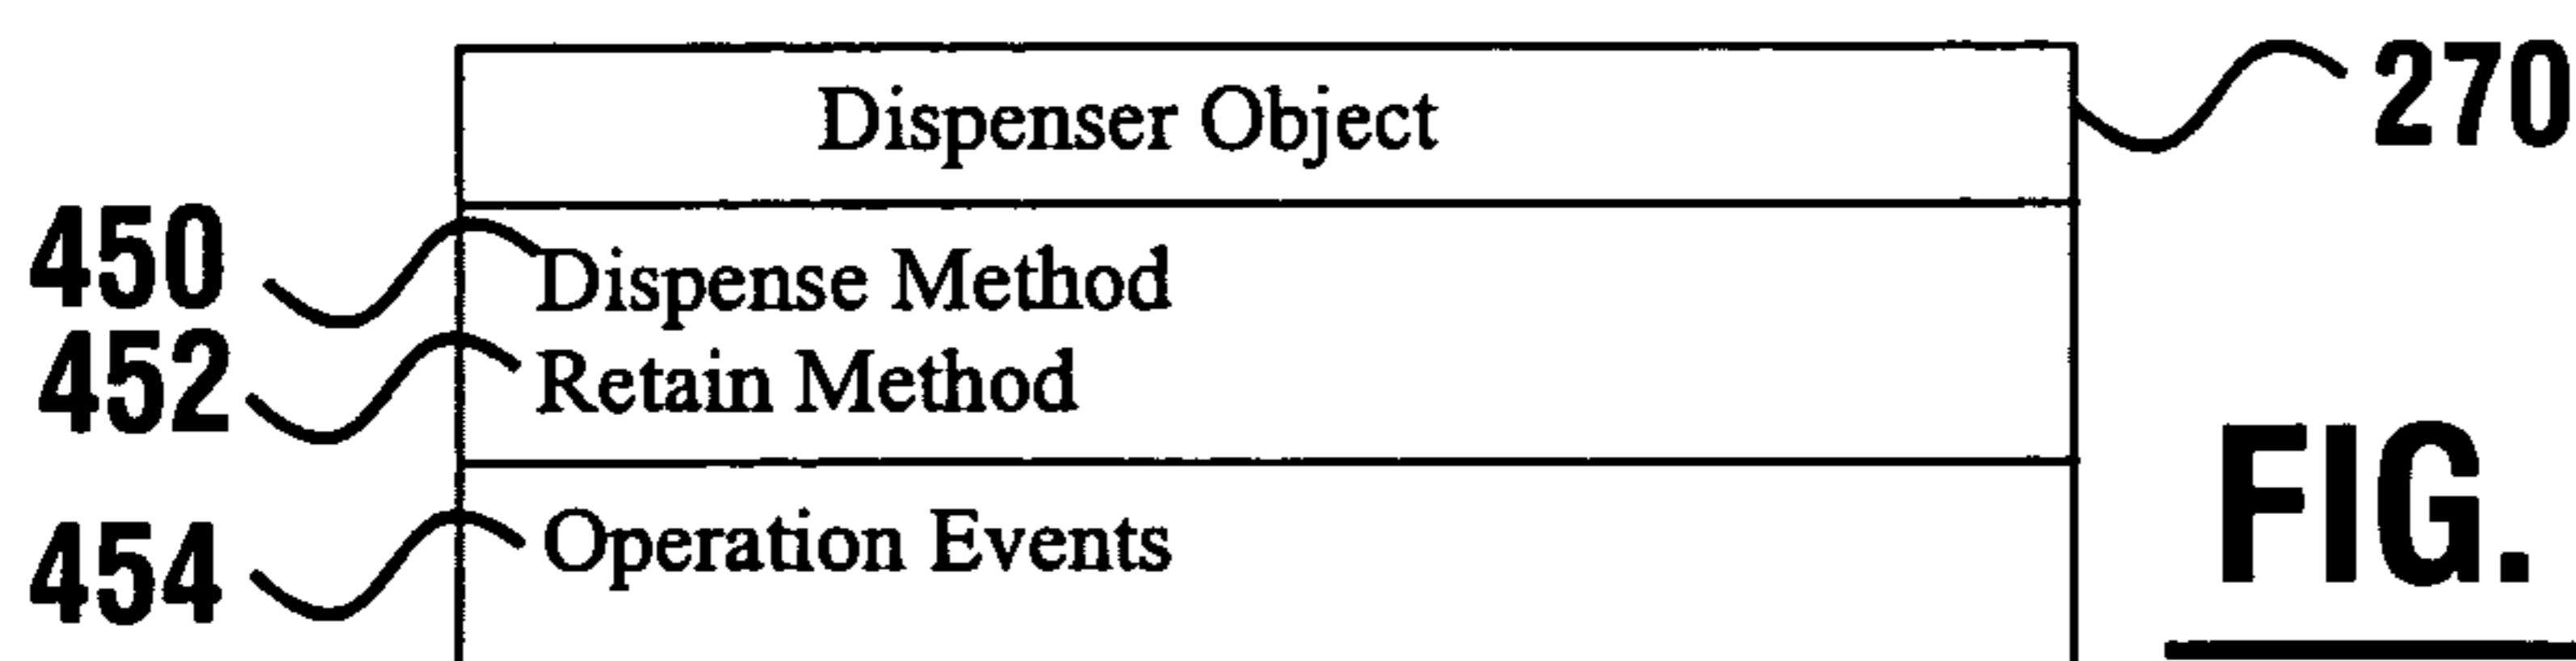 Dispenser Object 270
450 Dispense Method
452 Retain Method
454 Operation Events
FIG.